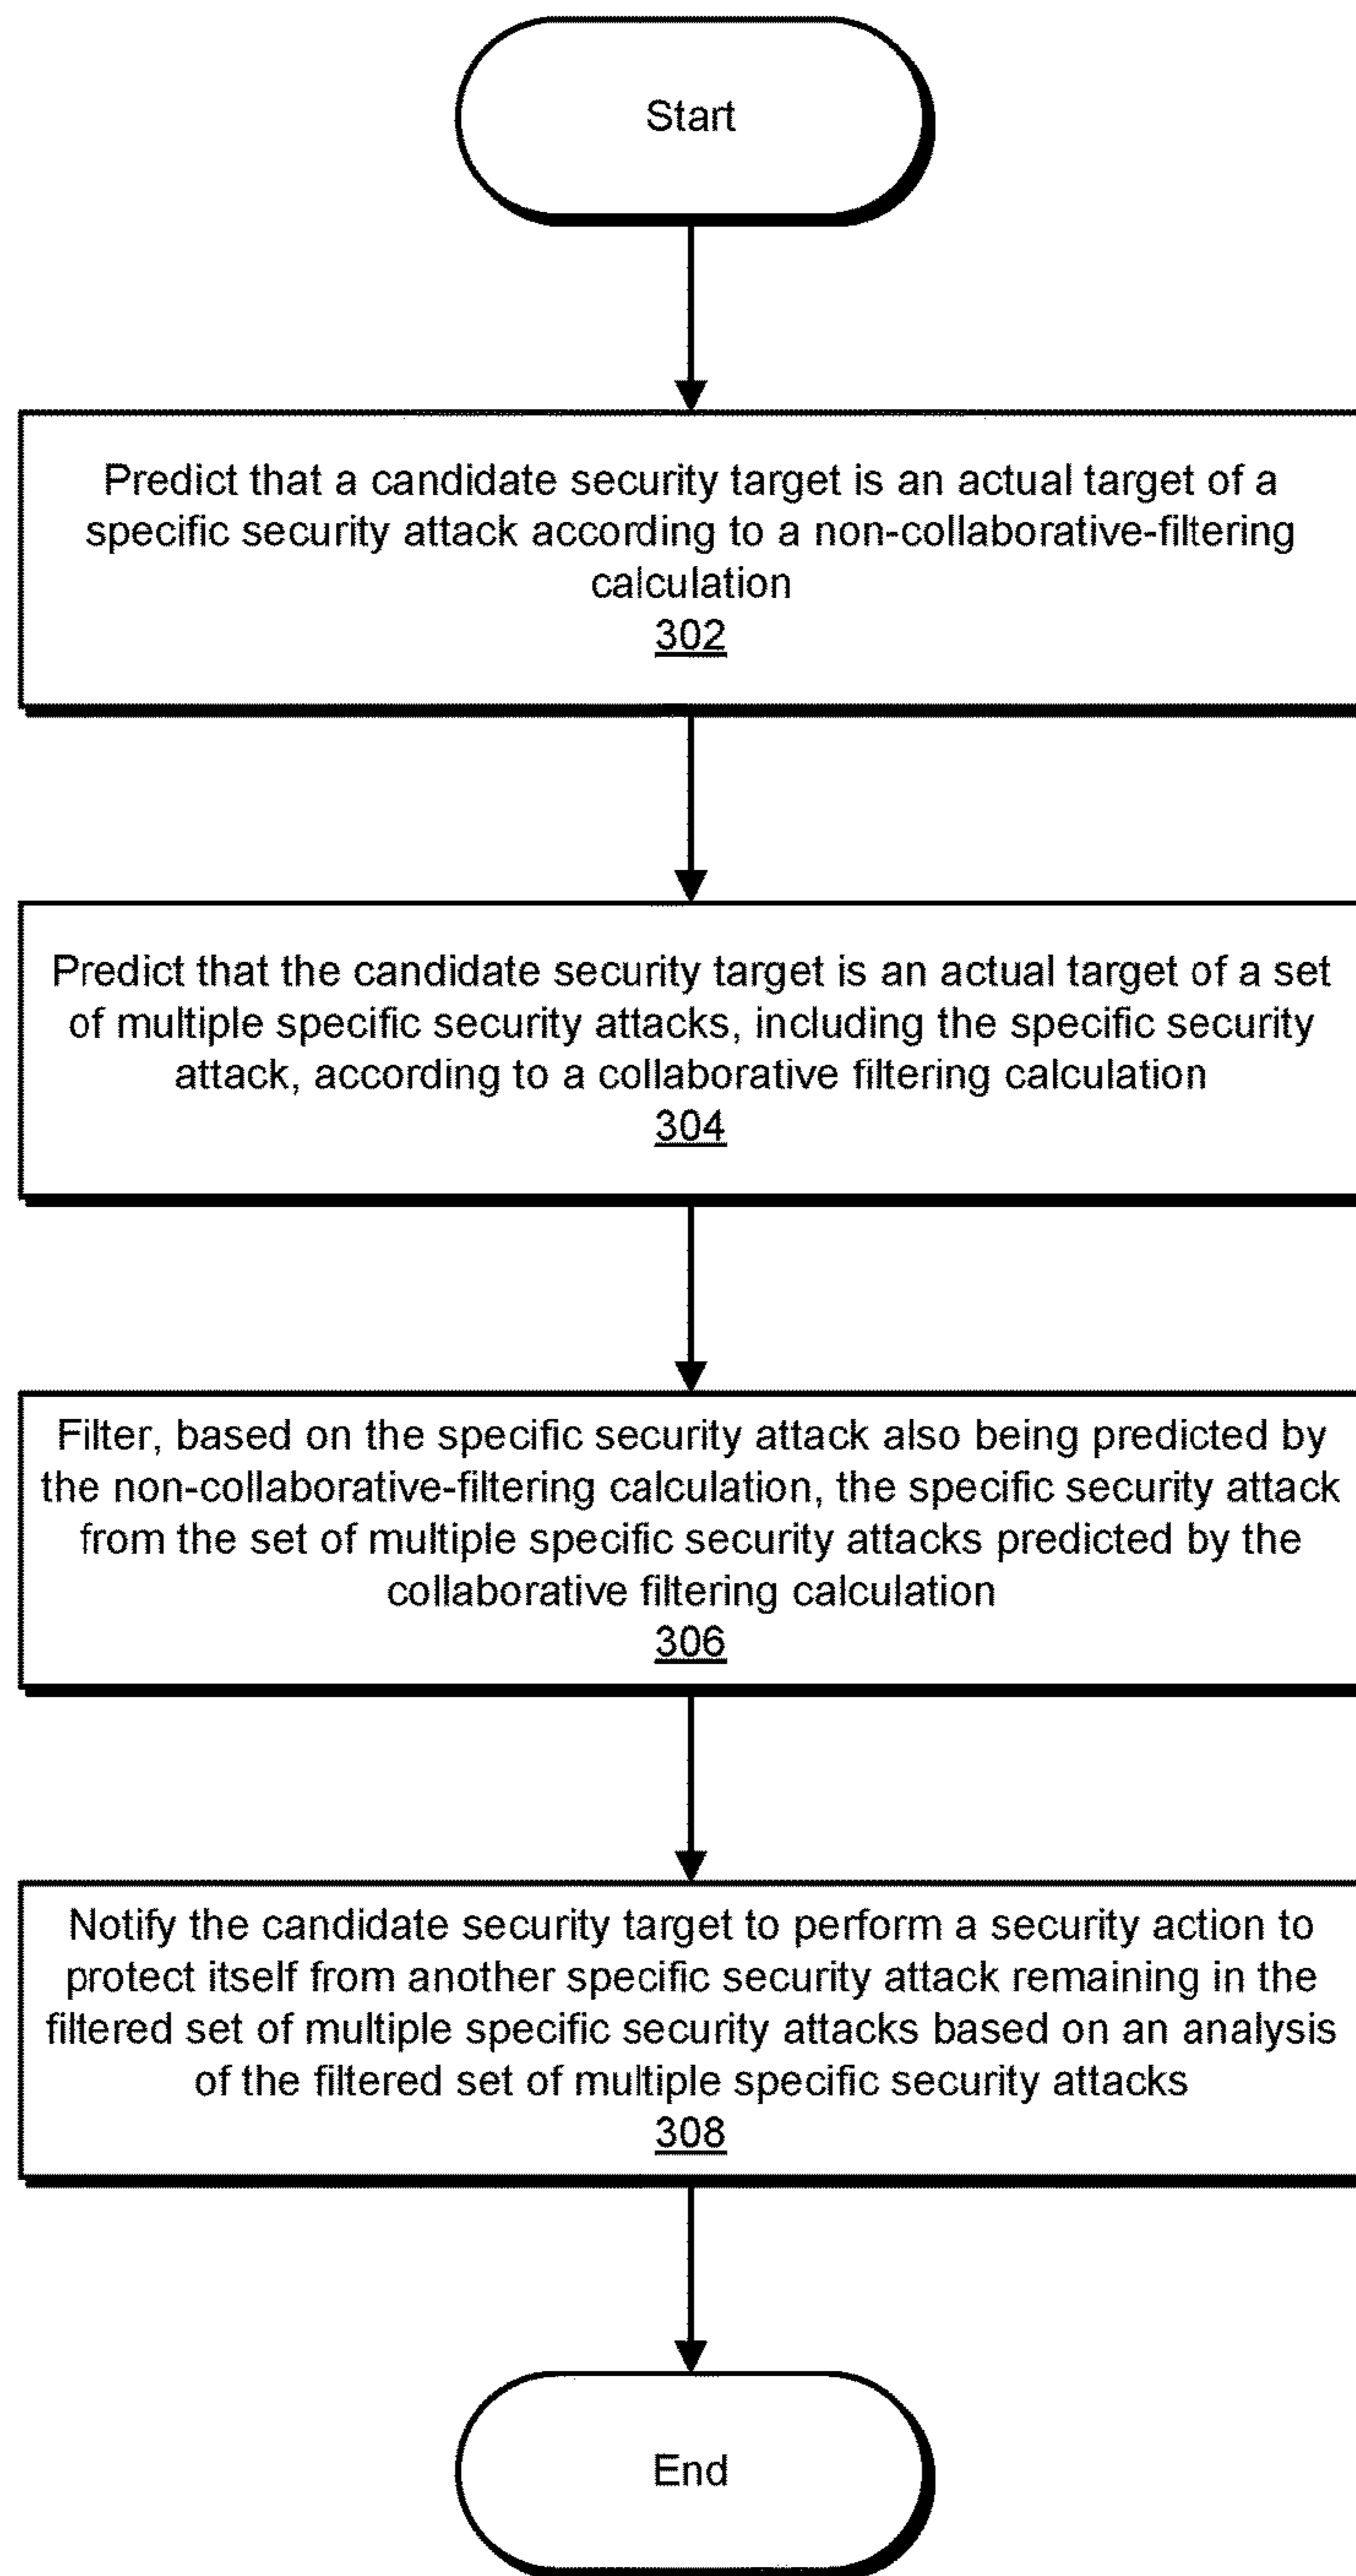 Start
Predict that a candidate security target is an actual target of a
specific security attack according to a non-collaborative-filtering
calculation
302
Predict that the candidate security target is an actual target of a set
of multiple specific security attacks, including the specific security
attack, according to a collaborative filtering calculation
304
Filter, based on the specific security attack also being predicted by
the non-collaborative-filtering calculation, the specific security attack
from the set of multiple specific security attacks predicted by the
collaborative filtering calculation
306
Notify the candidate security target to perform a security action to
protect itself from another specific security attack remaining in the
filtered set of multiple specific security attacks based on an analysis
of the filtered set of multiple specific security attacks
308
End